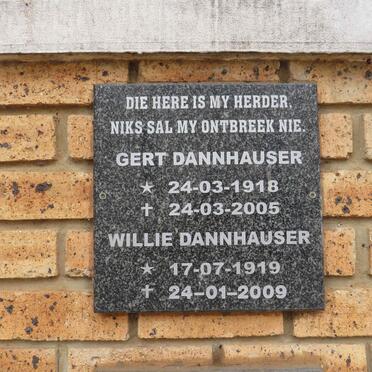 DIE HERE IS MY HERDER,
NIKS SAL MY ONTBREEK NIE.
GERT DANNHAUSER
★ 24-03-1918
✝ 24-03-2005
WILLIE DANNHAUSER
★ 17-07-1919
✝ 24-01-2009